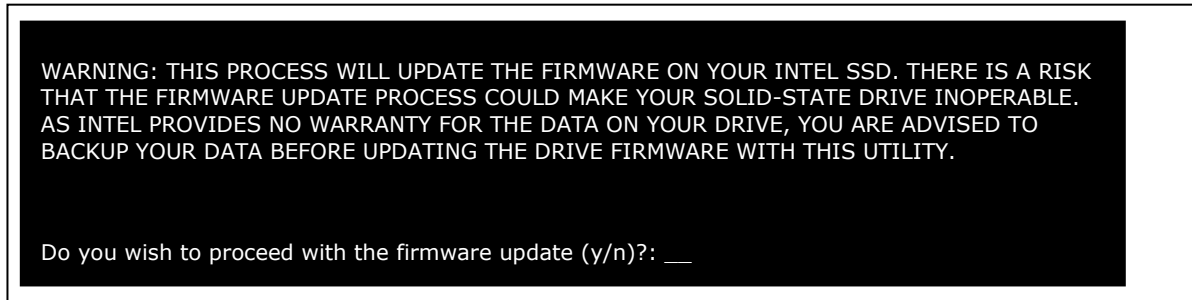 WARNING: THIS PROCESS WILL UPDATE THE FIRMWARE ON YOUR INTEL SSD. THERE IS A RISK
THAT THE FIRMWARE UPDATE PROCESS COULD MAKE YOUR SOLID-STATE DRIVE INOPERABLE.
AS INTEL PROVIDES NO WARRANTY FOR THE DATA ON YOUR DRIVE, YOU ARE ADVISED TO
BACKUP YOUR DATA BEFORE UPDATING THE DRIVE FIRMWARE WITH THIS UTILITY.
Do you wish to proceed with the firmware update (y/n)?: __